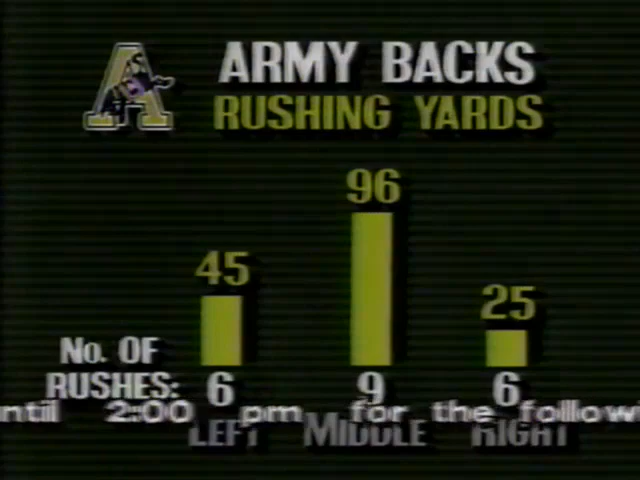 A
ARMY BACKS
RUSHING YARDS
96
45
25
No. OF
RUSHES: 6 9 6
ntil 2:00 pm for the followi
LEFT MIDDLE RIGHT